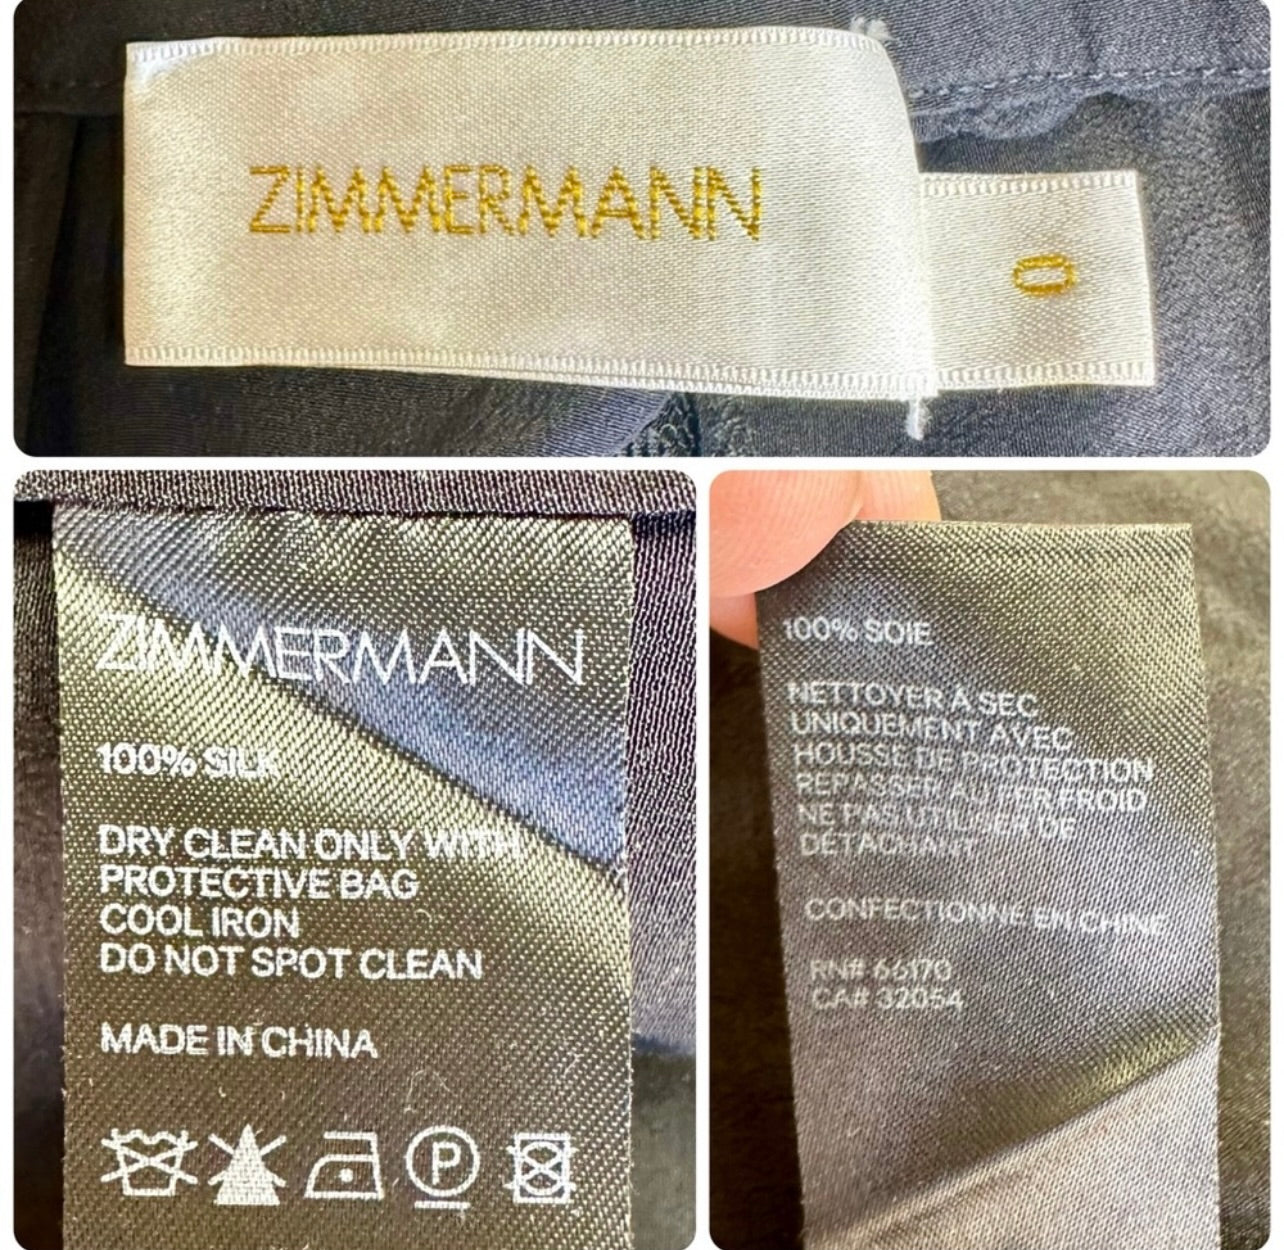 ZIMMERMANN
0
ZIMMERMANN
100% SILK
DRY CLEAN ONLY WITH
PROTECTIVE BAG
COOL IRON
DO NOT SPOT CLEAN
MADE IN CHINA
P
100% SOIE
NETTOYER À SEC
UNIQUEMENT AVEC
HOUSSE DE PROTECTION
REPASSER AU FER FROID
NE PAS UTILISER DE
DÉTACHANT
CONFECTIONNÉ EN CHINE
RN# 66170
CA# 32054